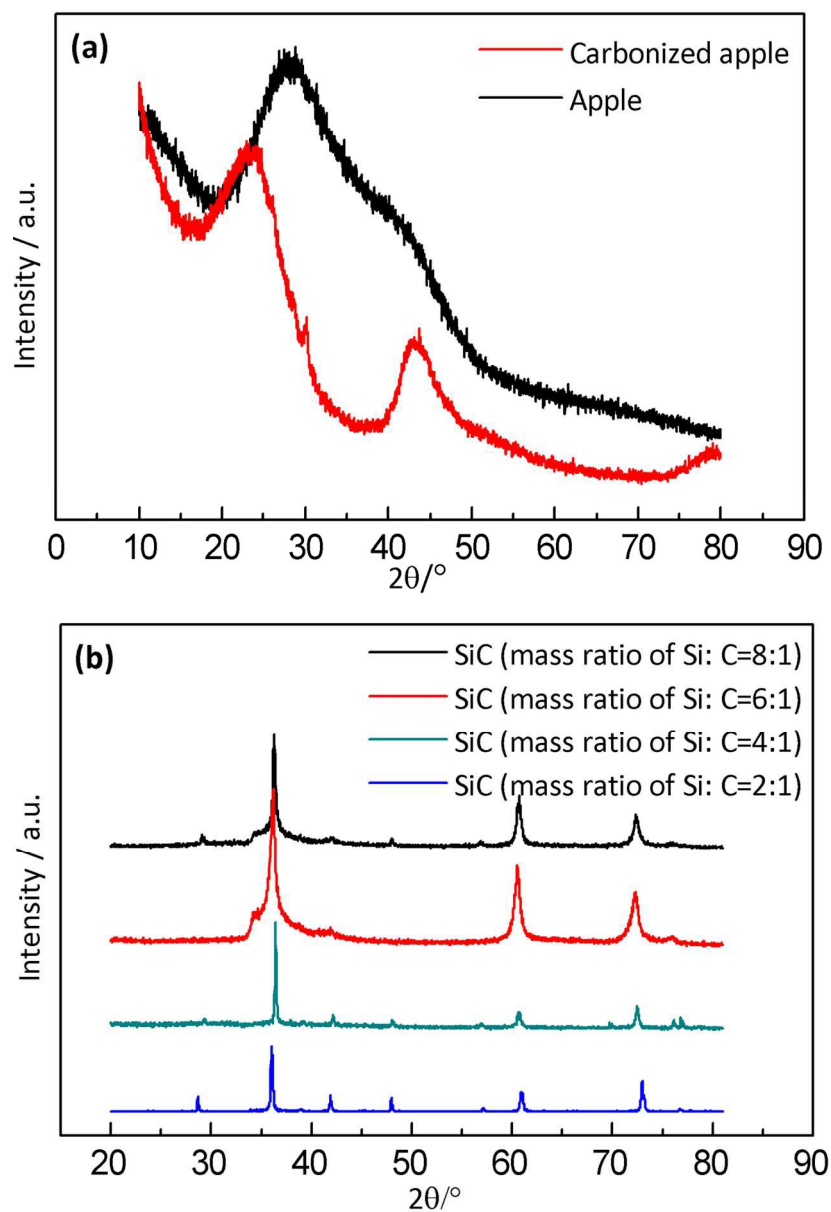 (a)
Carbonized apple
Apple
Intensity / a.u.
0 10 20 30 40 50 60 70 80 90
2θ/°
(b)
SiC (mass ratio of Si: C=8:1)
SiC (mass ratio of Si: C=6:1)
SiC (mass ratio of Si: C=4:1)
SiC (mass ratio of Si: C=2:1)
Intensity / a.u.
20 30 40 50 60 70 80 90
2θ/°